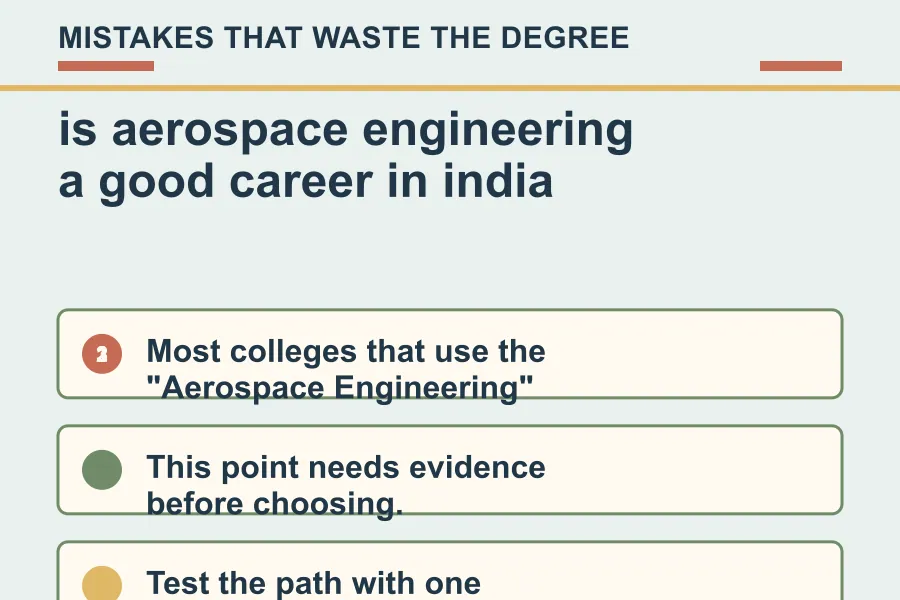 MISTAKES THAT WASTE THE DEGREE
is aerospace engineering
a good career in india
Most colleges that use the
"Aerospace Engineering"
This point needs evidence
before choosing.
Test the path with one